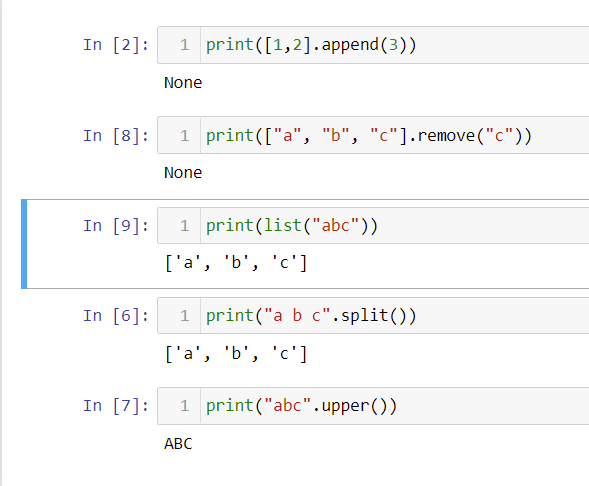 In [2]: 1 print([1,2].append(3))
None
In [8]: 1 print(["a", "b", "c"].remove("c"))
None
In [9]: 1 print(list("abc"))
['a', 'b', 'c']
In [6]: 1 print("a b c".split())
['a', 'b', 'c']
In [7]: 1 print("abc".upper())
ABC